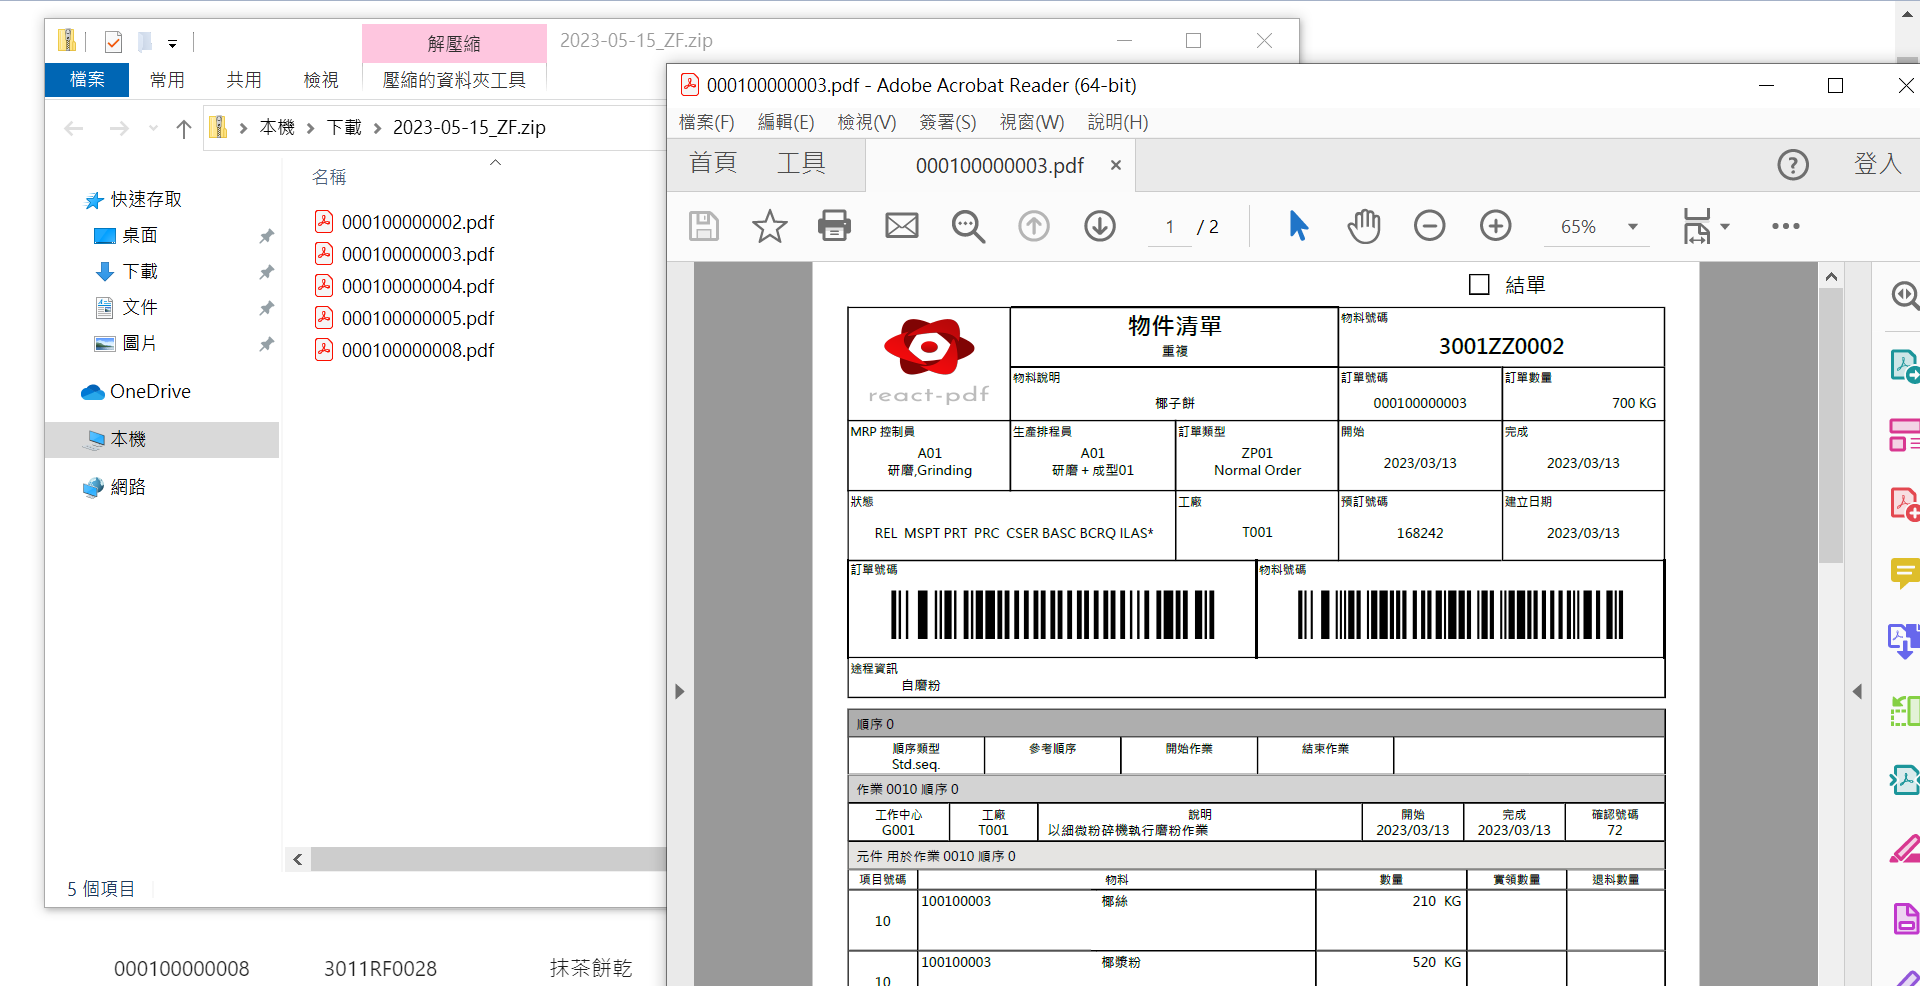 解壓縮
2023-05-15_ZF.zip
檔案
常用
共用
檢視
壓縮的資料夾工具
本機
下載
2023-05-15_ZF.zip
名稱
快速存取
桌面
下載
文件
圖片
OneDrive
本機
網路
000100000002.pdf
000100000003.pdf
000100000004.pdf
000100000005.pdf
000100000008.pdf
5 個項目
000100000008
3011RF0028
抹茶餅乾
000100000003.pdf - Adobe Acrobat Reader (64-bit)
檔案(F)
編輯(E)
檢視(V)
簽署(S)
視窗(W)
說明(H)
首頁
工具
000100000003.pdf
登入
1
/ 2
65%
結單
react-pdf
物件清單
重複
物料號碼
3001ZZ0002
物料說明
椰子餅
訂單號碼
000100000003
訂單數量
700 KG
MRP 控制員
A01
研磨,Grinding
生產排程員
A01
研磨 + 成型01
訂單類型
ZP01
Normal Order
開始
2023/03/13
完成
2023/03/13
狀態
REL MSPT PRT PRC CSER BASC BCRQ ILAS*
工廠
T001
預訂號碼
168242
建立日期
2023/03/13
訂單號碼
物料號碼
途程資訊
自磨粉
順序 0
順序類型
Std.seq.
參考順序
開始作業
結束作業
作業 0010 順序 0
工作中心
G001
工廠
T001
說明
以細微粉碎機執行磨粉作業
開始
2023/03/13
完成
2023/03/13
確認號碼
72
元件 用於作業 0010 順序 0
項目號碼
物料
數量
實領數量
退料數量
10
100100003
椰絲
210 KG
10
100100003
椰漿粉
520 KG